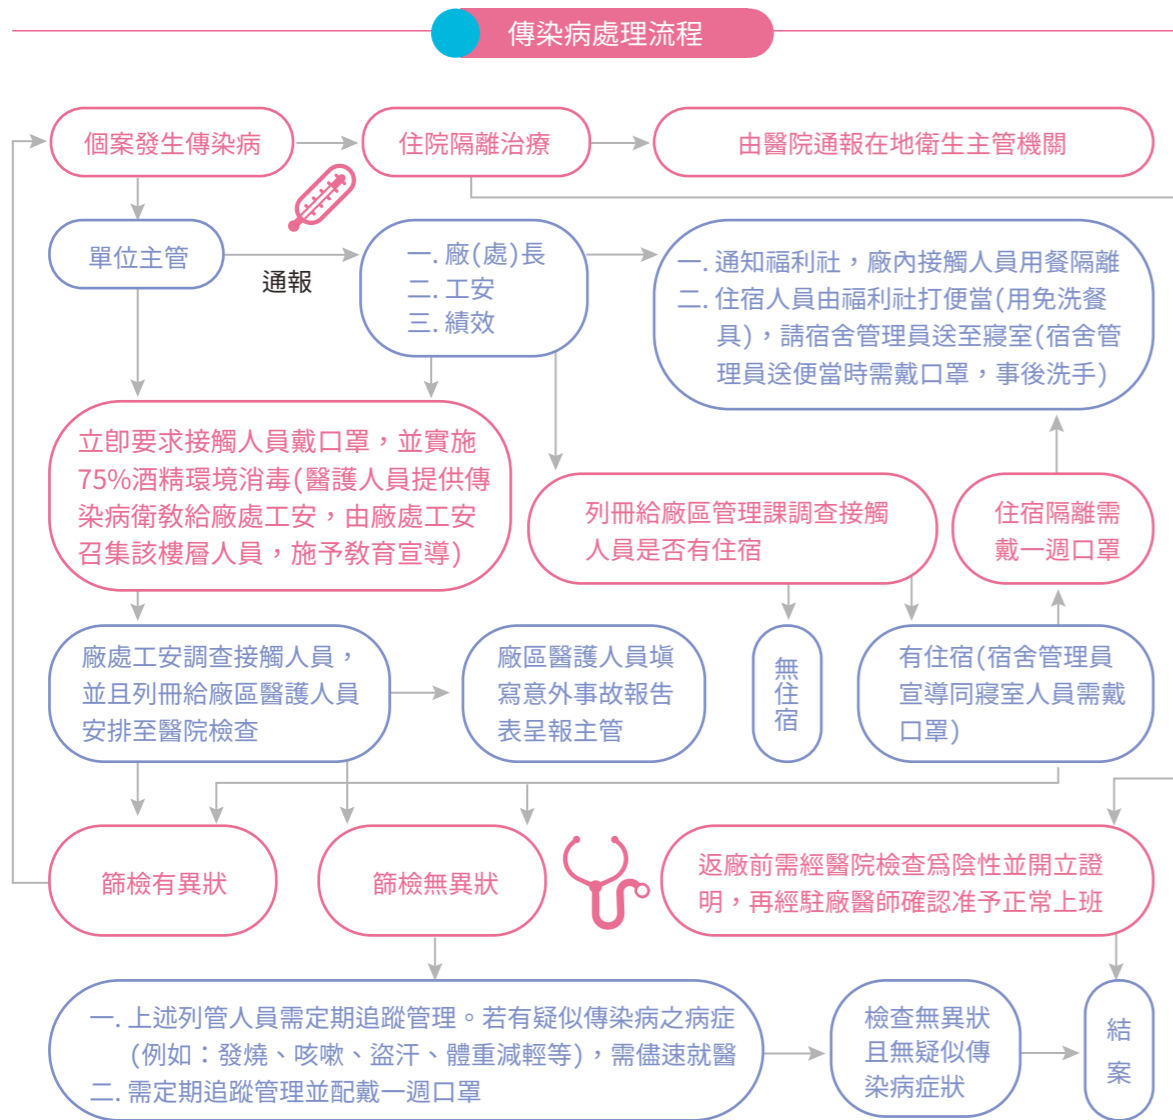 傳染病處理流程
個案發生傳染病
住院隔離治療
由醫院通報在地衛生主管機關
單位主管
通報
一. 廠(處)長
二. 工安
三. 績效
一. 通知福利社，廠內接觸人員用餐隔離
二. 住宿人員由福利社打便當(用免洗餐
具)，請宿舍管理員送至寢室(宿舍管
理員送便當時需戴口罩，事後洗手)
立卽要求接觸人員戴口罩，並實施
75%酒精環境消毒(醫護人員提供傳
染病衛敎給廠處工安，由廠處工安
召集該樓層人員，施予敎育宣導)
列冊給廠區管理課調查接觸
人員是否有住宿
住宿隔離需
戴一週口罩
廠處工安調查接觸人員，
並且列冊給廠區醫護人員
安排至醫院檢查
廠區醫護人員塡
寫意外事故報告
表呈報主管
無
住
宿
有住宿(宿舍管理員
宣導同寢室人員需戴
口罩)
篩檢有異狀
篩檢無異狀
返廠前需經醫院檢查爲陰性並開立證
明，再經駐廠醫師確認准予正常上班
一. 上述列管人員需定期追蹤管理。若有疑似傳染病之病症
(例如：發燒、咳嗽、盜汗、體重減輕等)，需儘速就醫
二. 需定期追蹤管理並配戴一週口罩
檢查無異狀
且無疑似傳
染病症狀
結
案